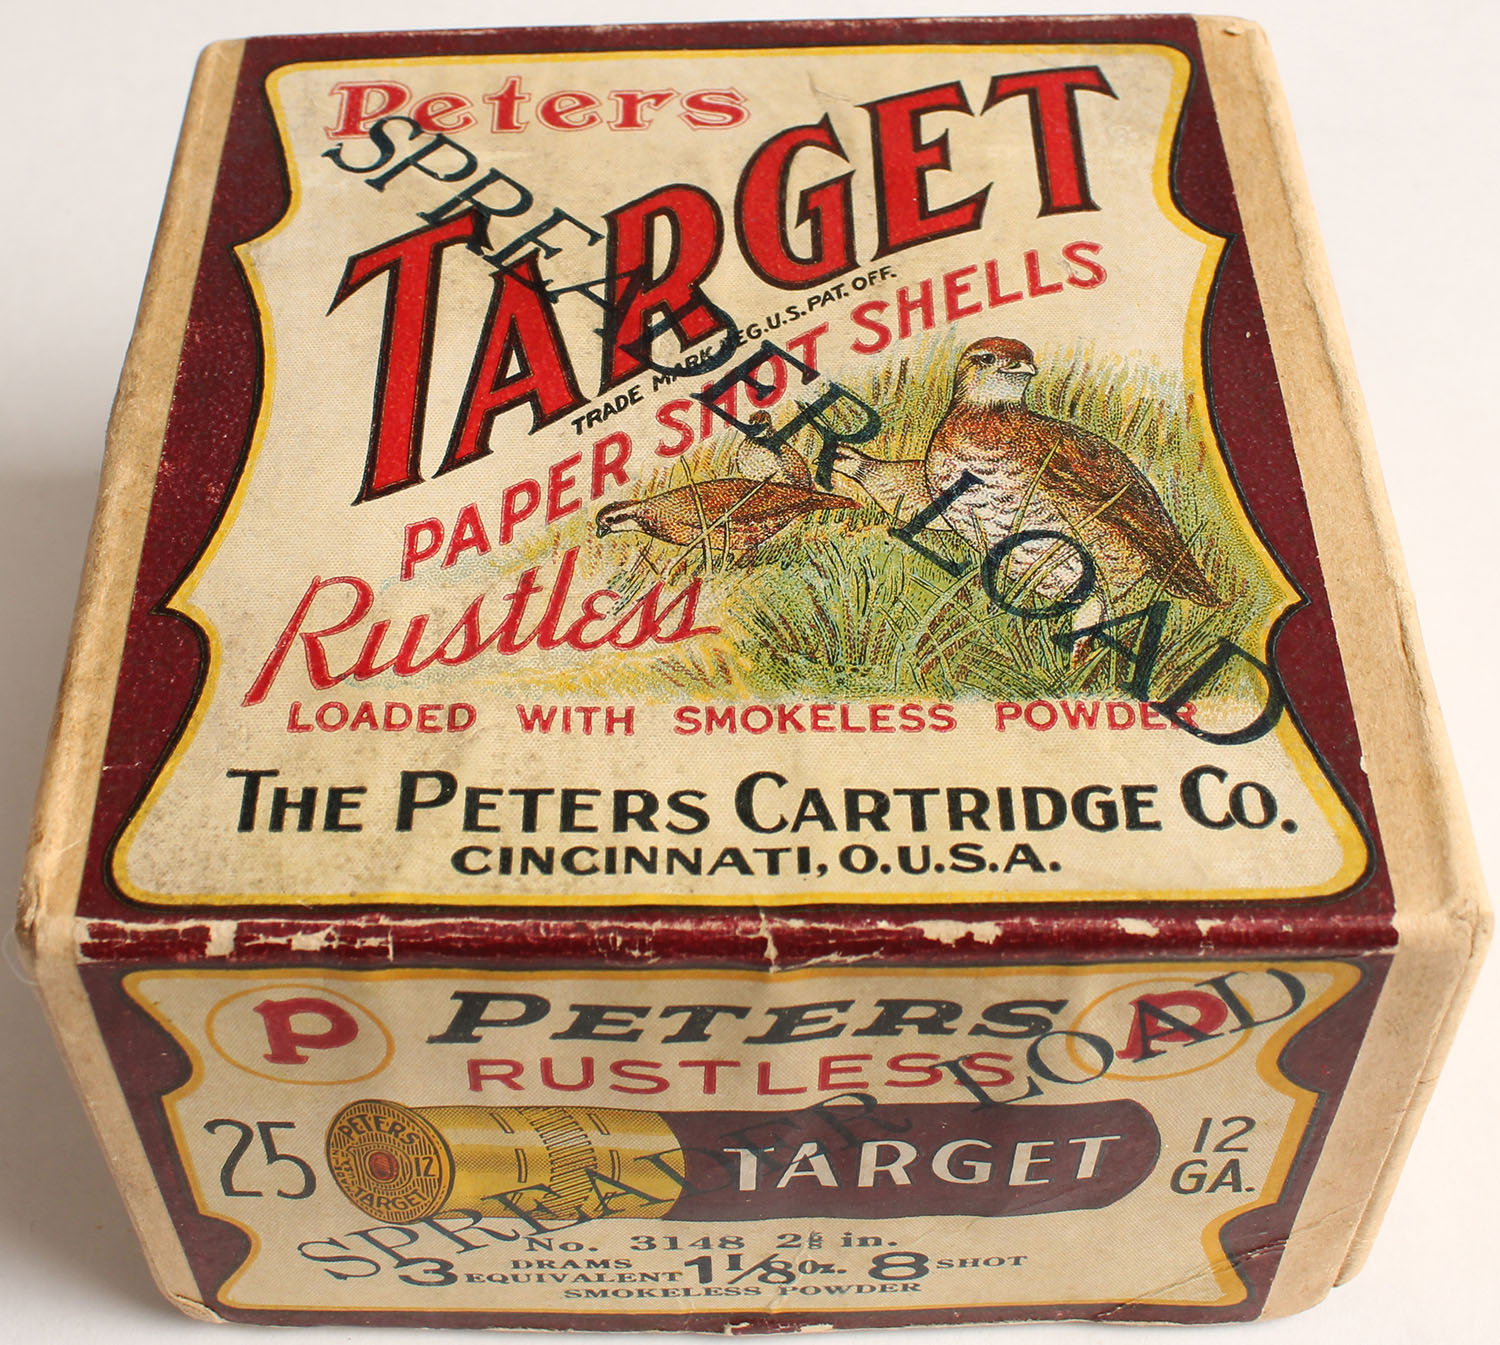 Peters
TARGET
TRADE MARK REG.U.S.PAT.OFF.
PAPER SHOT SHELLS
Rustless
LOADED WITH SMOKELESS POWDER
SPREADER LOAD
THE PETERS CARTRIDGE CO.
CINCINNATI, O.U.S.A.
P PETERS P
RUSTLESS
25
PETERS
12
TARGET
TARGET
12
GA.
SPREADER LOAD
No. 3148 2⅝ in.
3 DRAMS EQUIVALENT 1 1/8 Oz. 8 SHOT
SMOKELESS POWDER